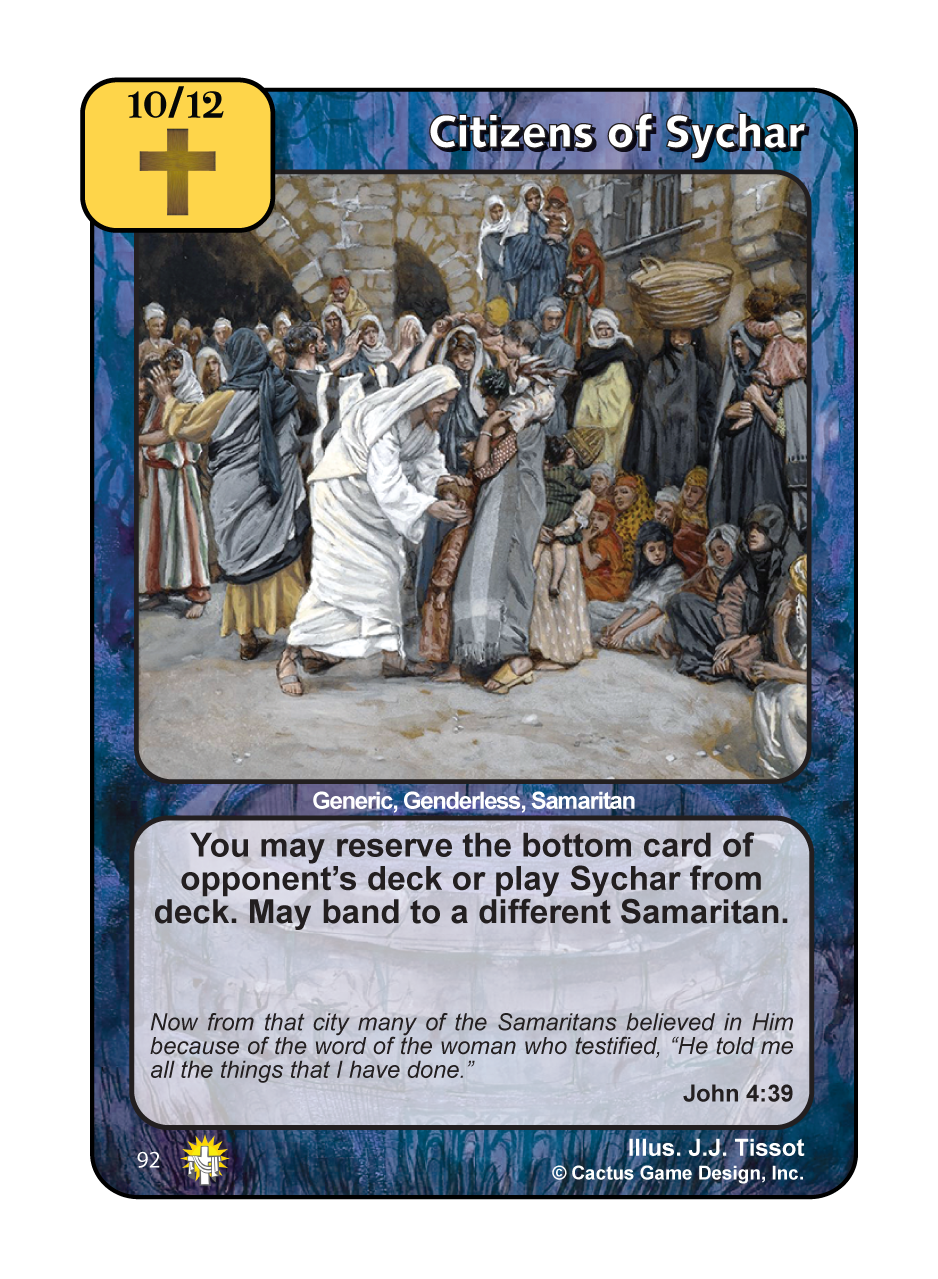 10/12
Citizens of Sychar
Generic, Genderless, Samaritan
You may reserve the bottom card of
opponent’s deck or play Sychar from
deck. May band to a different Samaritan.
Now from that city many of the Samaritans believed in Him
because of the word of the woman who testified, “He told me
all the things that I have done.”
John 4:39
92
Illus. J.J. Tissot
© Cactus Game Design, Inc.